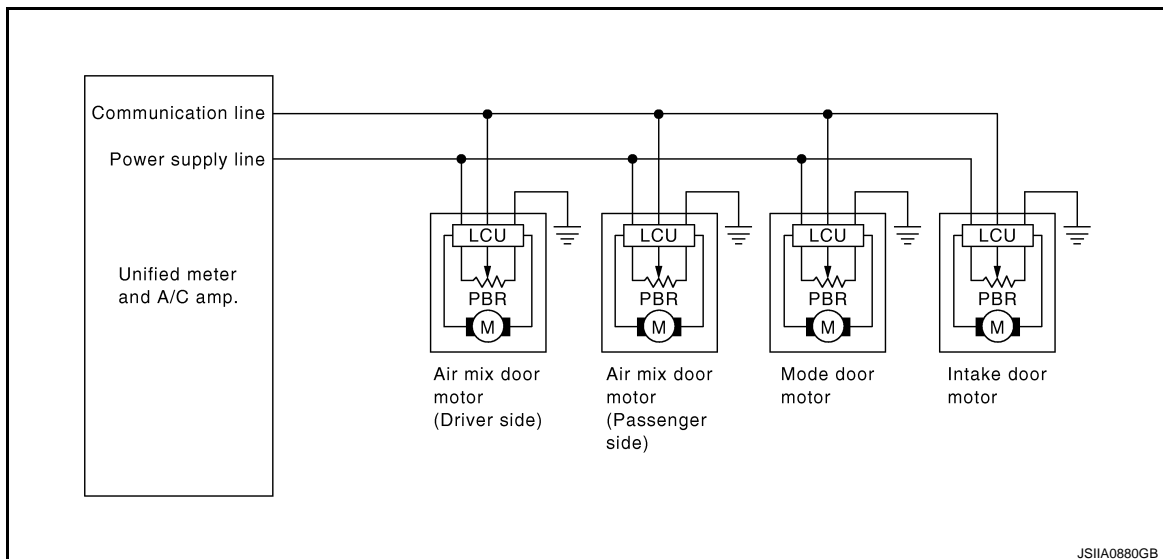 Communication line
Power supply line
Unified meter
and A/C amp.
LCU
PBR
M
Air mix door
motor
(Driver side)
LCU
PBR
M
Air mix door
motor
(Passenger
side)
LCU
PBR
M
Mode door
motor
LCU
PBR
M
Intake door
motor
JSIIA0880GB